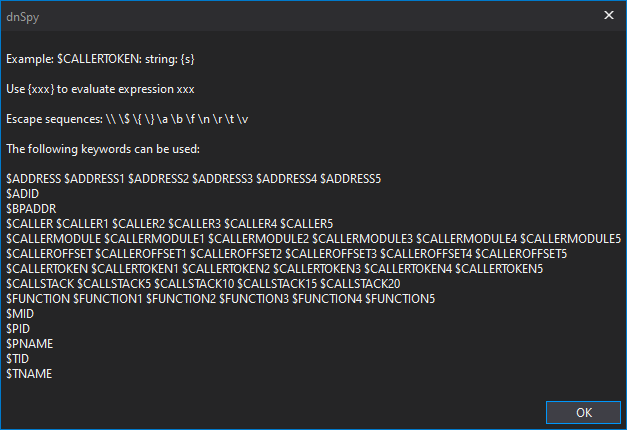 dnSpy
Example: $CALLERTOKEN: string: {s}
Use {xxx} to evaluate expression xxx
Escape sequences: \\ \$ \{ \} \a \b \f \n \r \t \v
The following keywords can be used:
$ADDRESS $ADDRESS1 $ADDRESS2 $ADDRESS3 $ADDRESS4 $ADDRESS5
$ADID
$BPADDR
$CALLER $CALLER1 $CALLER2 $CALLER3 $CALLER4 $CALLER5
$CALLERMODULE $CALLERMODULE1 $CALLERMODULE2 $CALLERMODULE3 $CALLERMODULE4 $CALLERMODULE5
$CALLEROFFSET $CALLEROFFSET1 $CALLEROFFSET2 $CALLEROFFSET3 $CALLEROFFSET4 $CALLEROFFSET5
$CALLERTOKEN $CALLERTOKEN1 $CALLERTOKEN2 $CALLERTOKEN3 $CALLERTOKEN4 $CALLERTOKEN5
$CALLSTACK $CALLSTACK5 $CALLSTACK10 $CALLSTACK15 $CALLSTACK20
$FUNCTION $FUNCTION1 $FUNCTION2 $FUNCTION3 $FUNCTION4 $FUNCTION5
$MID
$PID
$PNAME
$TID
$TNAME
OK